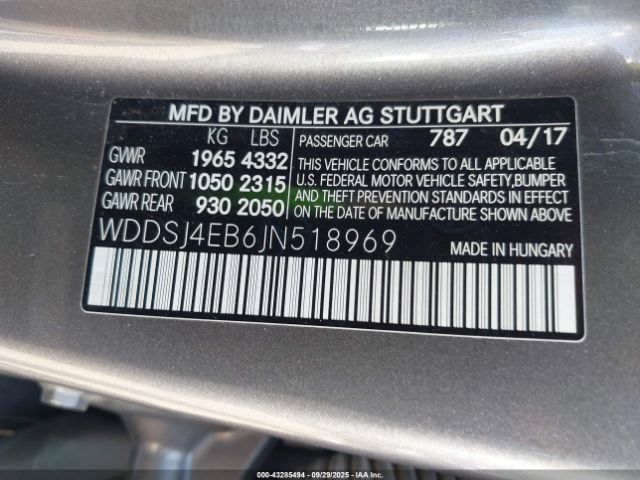 MFD BY DAIMLER AG STUTTGART
KG LBS PASSENGER CAR 787 04/17
GVWR 1965 4332
GAWR FRONT 1050 2315
GAWR REAR 930 2050
THIS VEHICLE CONFORMS TO ALL APPLICABLE
U.S. FEDERAL MOTOR VEHICLE SAFETY,BUMPER
AND THEFT PREVENTION STANDARDS IN EFFECT
ON THE DATE OF MANUFACTURE SHOWN ABOVE
WDDSJ4EB6JN518969 MADE IN HUNGARY
© IAA - 43285494 - 09/29/2025 - AuctionHistory.com